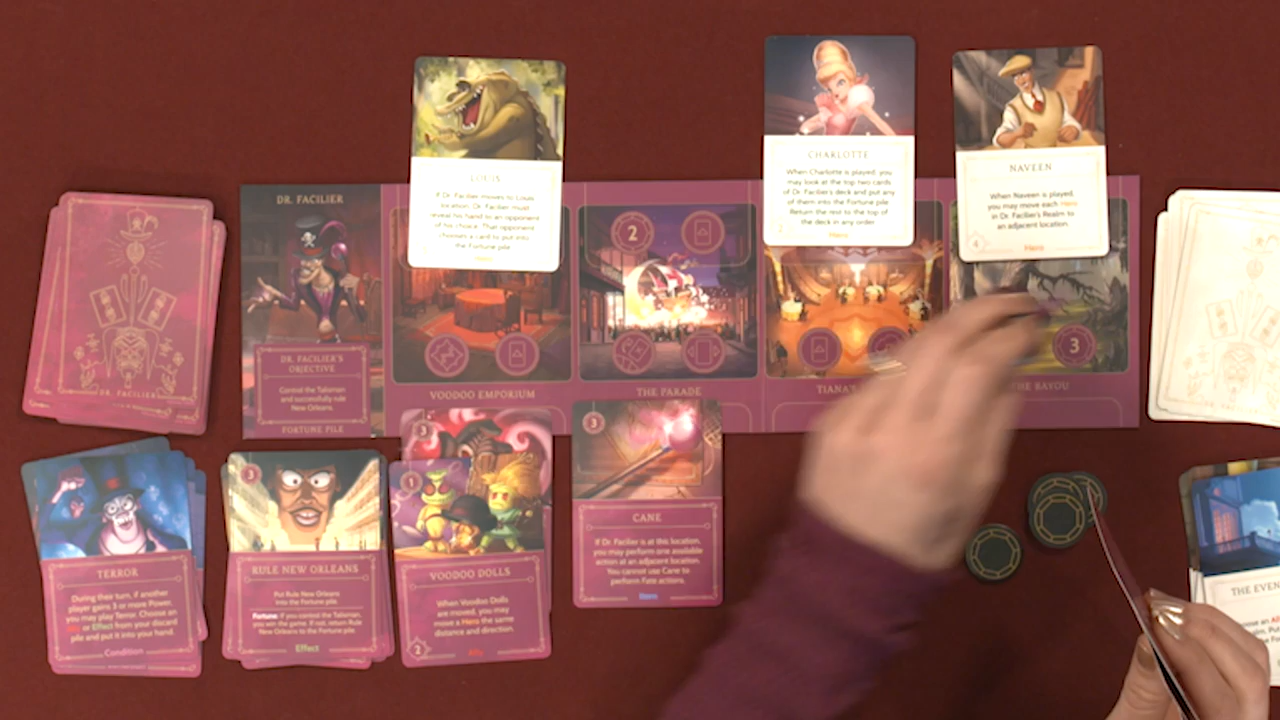 LOUIS
If Dr. Facilier moves to Louis'
location, Dr. Facilier must
reveal his hand to an opponent
of his choice. That opponent
chooses a card to put into
the Fortune pile.
CHARLOTTE
When Charlotte is played, you
may look at the top two cards
of Dr. Facilier's deck and put any
of them into the Fortune pile.
Return the rest to the top of
the deck in any order.
Hero
NAVEEN
When Naveen is played,
you may move each Hero
in Dr. Facilier's Realm to
an adjacent location.
4
Hero
DR. FACILIER
DR. FACILIER
DR. FACILIER'S
OBJECTIVE
Control the Talisman
and successfully rule
New Orleans.
FORTUNE PILE
VOODOO EMPORIUM
2
THE PARADE
TIANA'S
3
THE BAYOU
TERROR
During their turn, if another
player gains 3 or more Power,
you may play Terror. Choose an
or Effect from your discard
pile and put it into your hand.
Condition
3
RULE NEW ORLEANS
Put Rule New Orleans
into the Fortune pile.
Fortune: If you control the Talisman,
you win the game. If not, return Rule
New Orleans to the Fortune pile.
Effect
3
1
VOODOO DOLLS
When Voodoo Dolls
are moved, you may
move a Hero the same
distance and direction.
2
Ally
3
CANE
If Dr. Facilier is at this location,
you may perform one available
action at an adjacent location.
You cannot use Cane to
perform Fate actions.
Item
THE EVEN